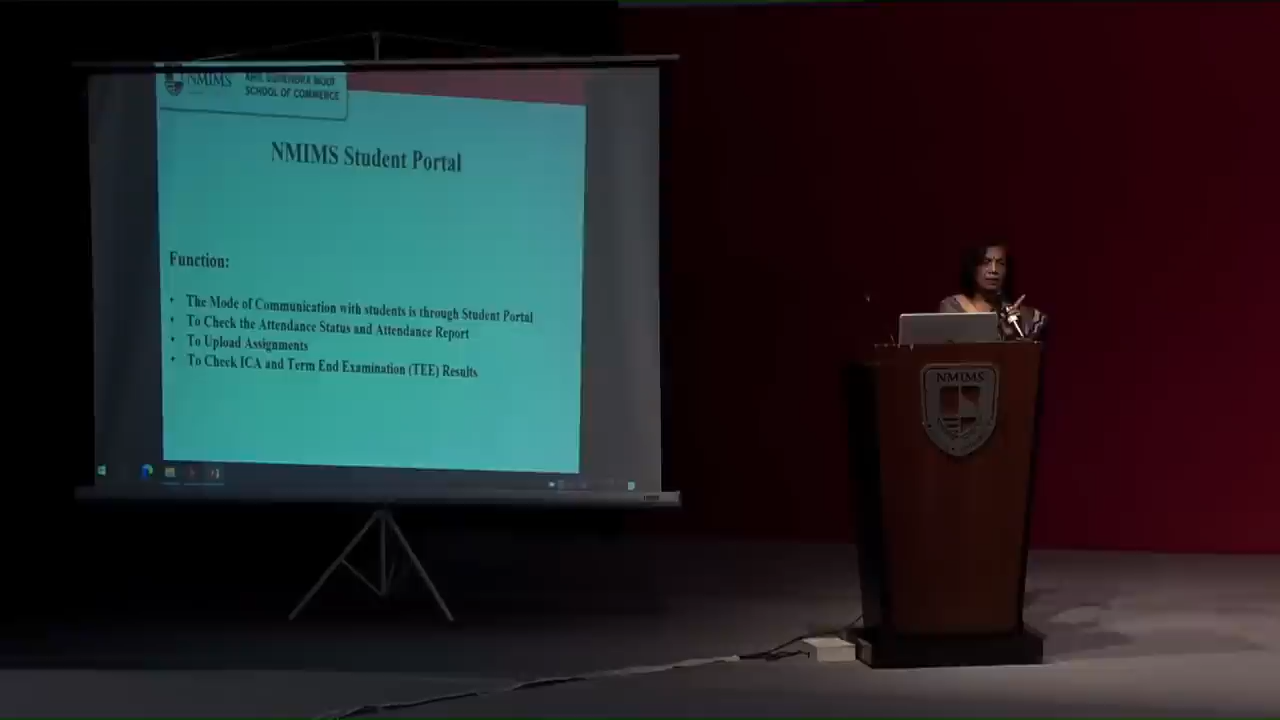 NMIMS
SCHOOL OF COMMERCE
NMIMS Student Portal
Function:
• The Mode of Communication with students is through Student Portal
• To Check the Attendance Status and Attendance Report
• To Upload Assignments
• To Check ICA and Term End Examination (TEE) Results
NMIMS